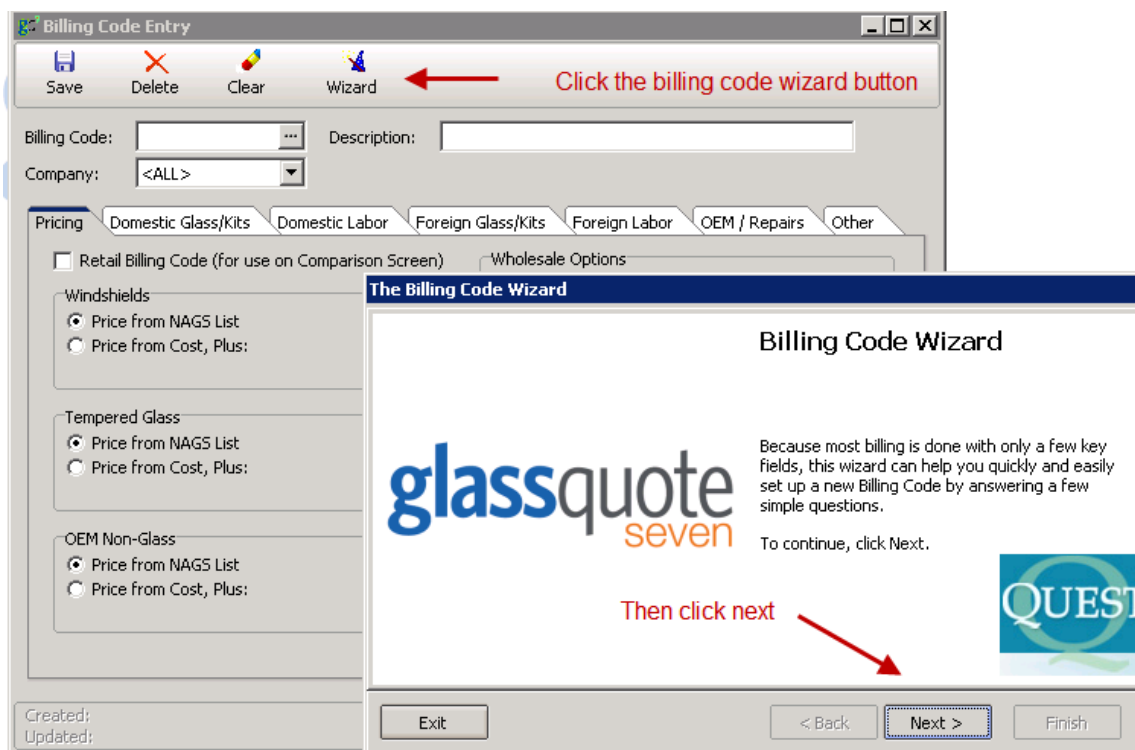 Billing Code Entry
Save Delete Clear Wizard
Click the billing code wizard button
Billing Code: ... Description:
Company: <ALL>
Pricing Domestic Glass/Kits Domestic Labor Foreign Glass/Kits Foreign Labor OEM / Repairs Other
Retail Billing Code (for use on Comparison Screen)
Wholesale Options
Windshields
Price from NAGS List
Price from Cost, Plus:
Tempered Glass
Price from NAGS List
Price from Cost, Plus:
OEM Non-Glass
Price from NAGS List
Price from Cost, Plus:
Created:
Updated:
The Billing Code Wizard
Billing Code Wizard
glassquote
seven
Because most billing is done with only a few key
fields, this wizard can help you quickly and easily
set up a new Billing Code by answering a few
simple questions.
To continue, click Next.
QUEST
Then click next
Exit < Back Next > Finish